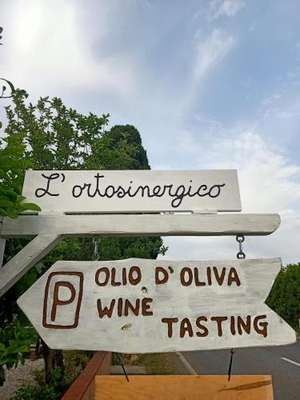 L'ortosinergico
P OLIO D'OLIVA
WINE
TASTING